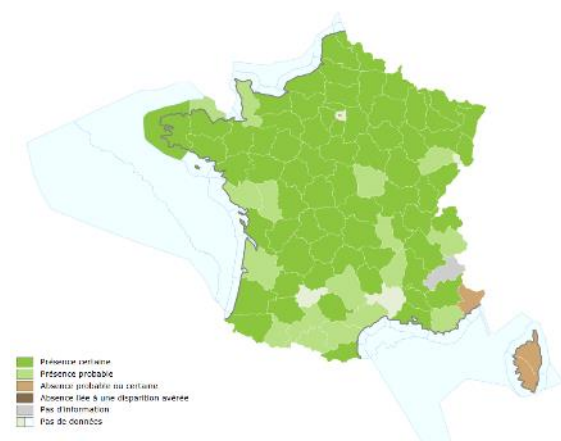 Présence certaine
Présence probable
Absence probable ou certaine
Absence liée à une disparition avérée
Pas d'information
Pas de données